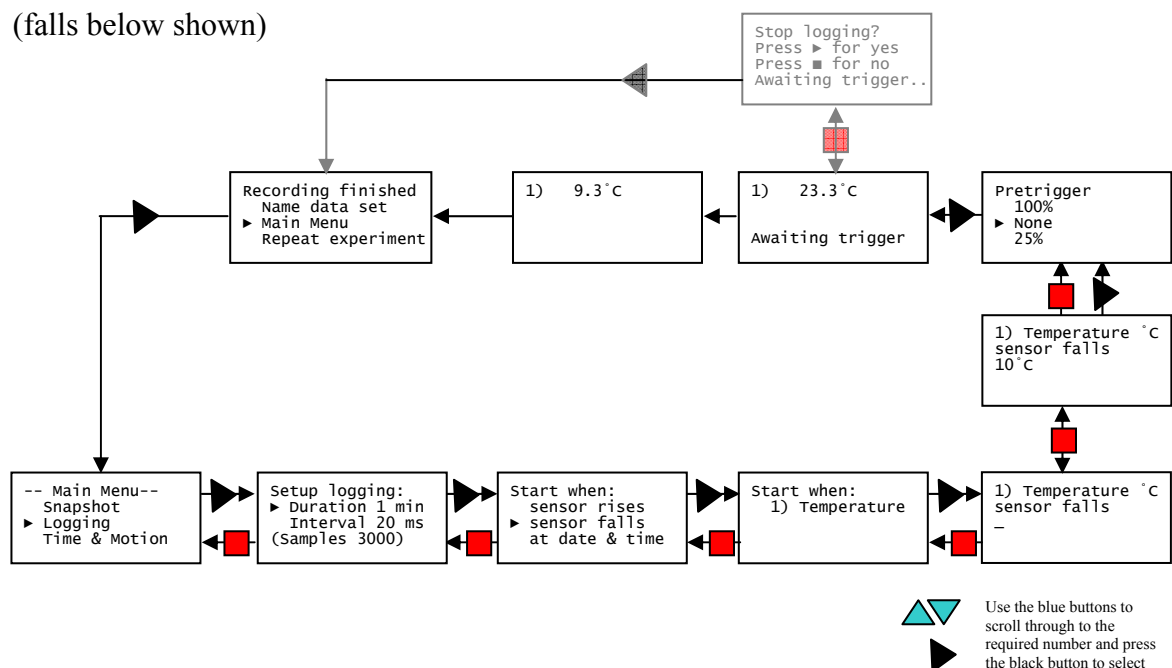 (falls below shown)
Stop logging?
Press ► for yes
Press ■ for no
Awaiting trigger..
Recording finished
Name data set
► Main Menu
Repeat experiment
1) 9.3˚C
1) 23.3˚C
Awaiting trigger
Pretrigger
100%
► None
25%
1) Temperature ˚C
sensor falls
10˚C
-- Main Menu--
Snapshot
► Logging
Time & Motion
Setup logging:
► Duration 1 min
Interval 20 ms
(Samples 3000)
Start when:
sensor rises
► sensor falls
at date & time
Start when:
1) Temperature
1) Temperature ˚C
sensor falls
_
Use the blue buttons to
scroll through to the
required number and press
the black button to select